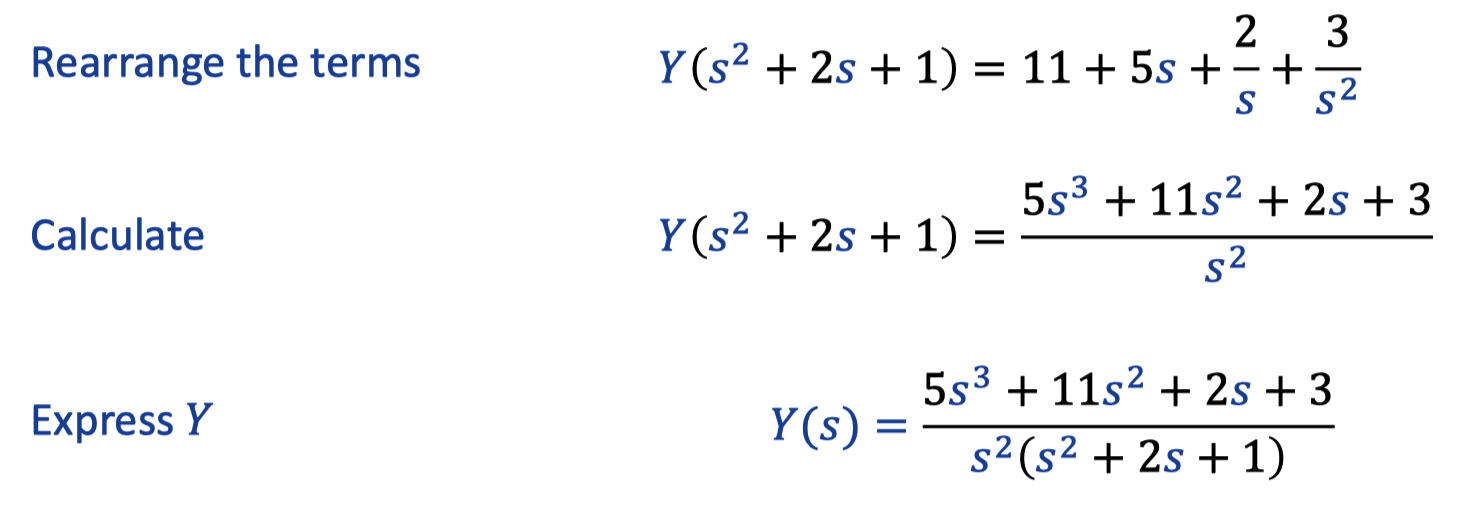 Rearrange the terms Y(s² + 2s + 1) = 11 + 5s + 2/s + 3/s²
Calculate Y(s² + 2s + 1) = (5s³ + 11s² + 2s + 3)/s²
Express Y Y(s) = (5s³ + 11s² + 2s + 3)/(s²(s² + 2s + 1))